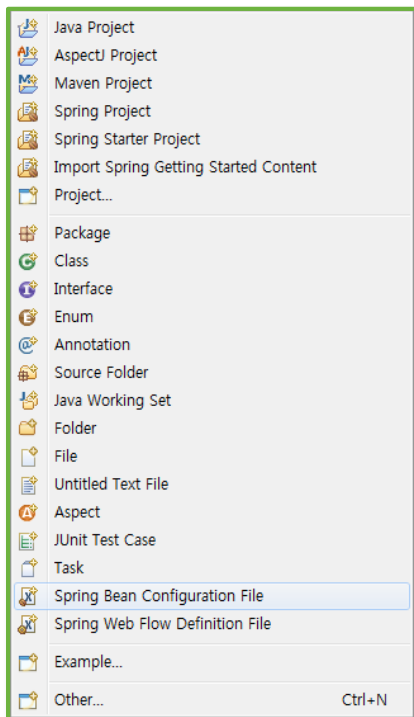 Java Project
AspectJ Project
Maven Project
Spring Project
Spring Starter Project
Import Spring Getting Started Content
Project...
Package
Class
Interface
Enum
Annotation
Source Folder
Java Working Set
Folder
File
Untitled Text File
Aspect
JUnit Test Case
Task
Spring Bean Configuration File
Spring Web Flow Definition File
Example...
Other... Ctrl+N